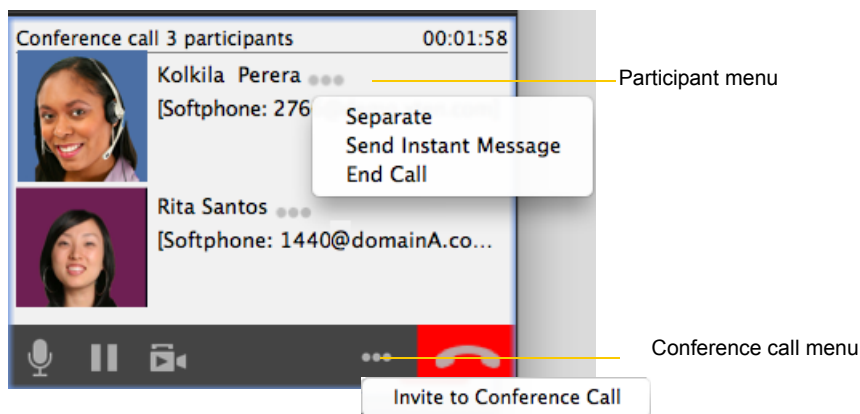 Conference call 3 participants 00:01:58
Kolkila Perera
Participant menu
[Softphone: 276
Separate
Send Instant Message
End Call
Rita Santos
[Softphone: 1440@domainA.co...
Conference call menu
Invite to Conference Call